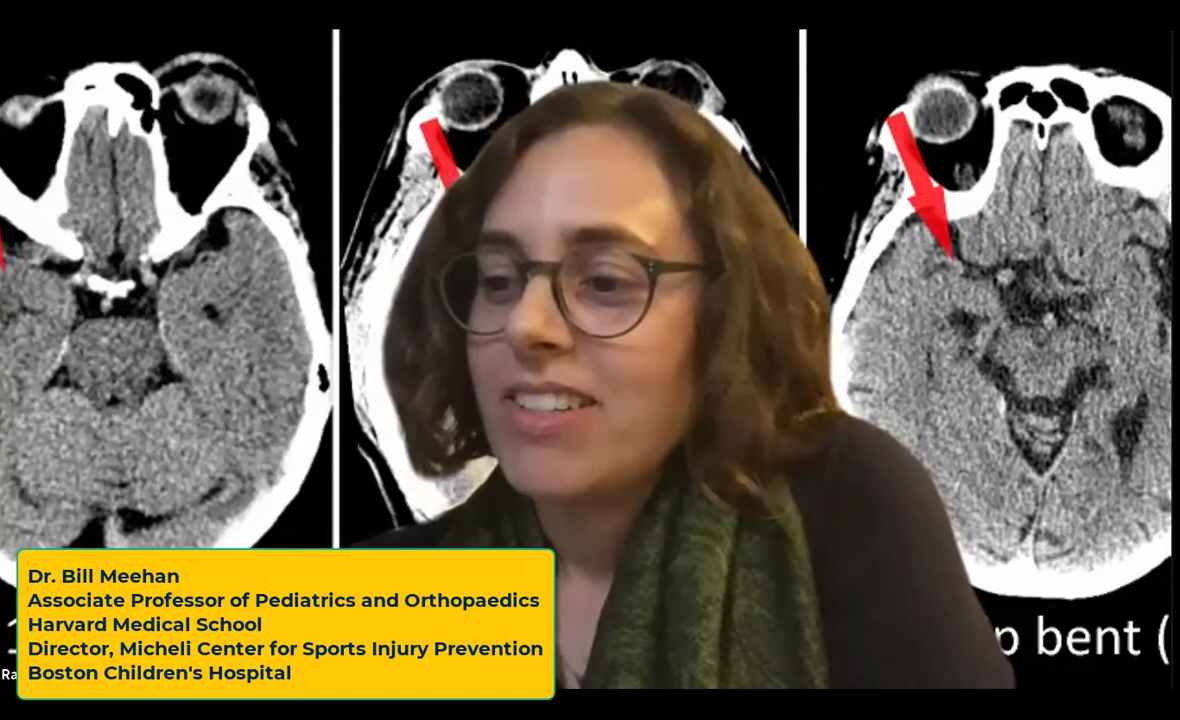 p bent (
Dr. Bill Meehan
Associate Professor of Pediatrics and Orthopaedics
Harvard Medical School
Director, Micheli Center for Sports Injury Prevention
Boston Children's Hospital
Ra